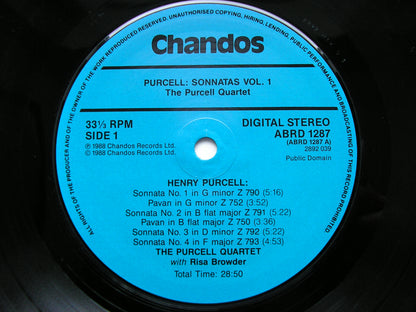 ALL RIGHTS OF THE MANUFACTURER AND OF THE OWNER OF THE WORK REPRODUCED RESERVED. UNAUTHORISED COPYING, HIRING, LENDING, PUBLIC PERFORMANCE AND BROADCASTING OF THIS RECORD PROHIBITED
Chandos
PURCELL: SONNATAS VOL. 1
The Purcell Quartet
33⅓ RPM
SIDE 1
℗ 1988 Chandos Records Ltd.
© 1988 Chandos Records Ltd.
DIGITAL STEREO
ABRD 1287
(ABRD 1287 A)
2892 039
Public Domain
HENRY PURCELL:
Sonnata No. 1 in G minor Z 790 (5:16)
Pavan in G minor Z 752 (3:52)
Sonnata No. 2 in B flat major Z 791 (5:22)
Pavan in B flat major Z 750 (3:36)
Sonnata No. 3 in D minor Z 792 (5:22)
Sonnata No. 4 in F major Z 793 (4:53)
THE PURCELL QUARTET
with Risa Browder
Total Time: 28:50